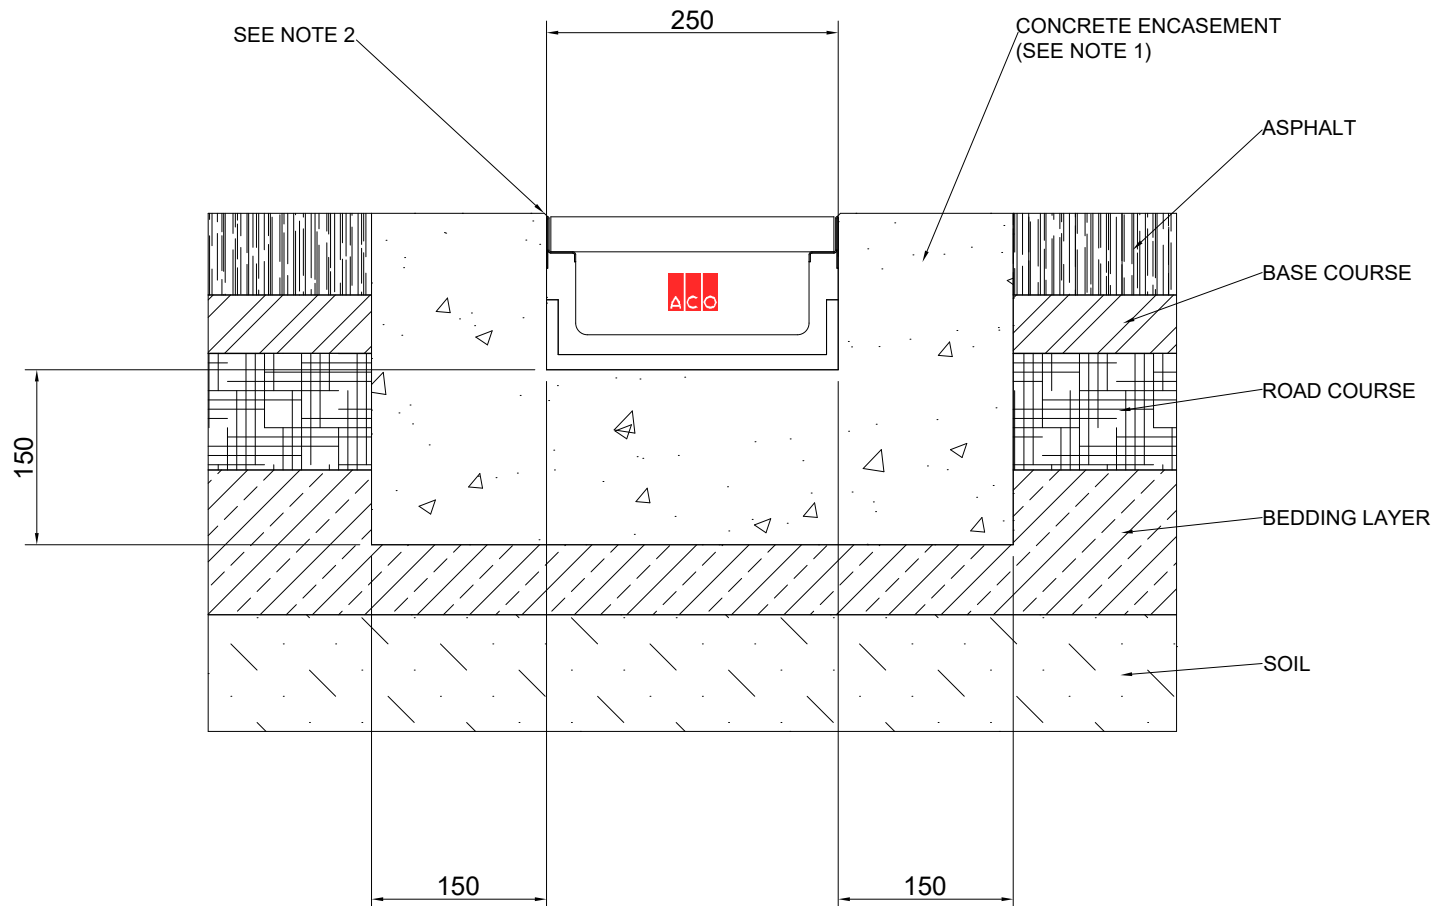 250
SEE NOTE 2
CONCRETE ENCASEMENT
(SEE NOTE 1)
ASPHALT
BASE COURSE
ACO
ROAD COURSE
150
BEDDING LAYER
SOIL
150
150